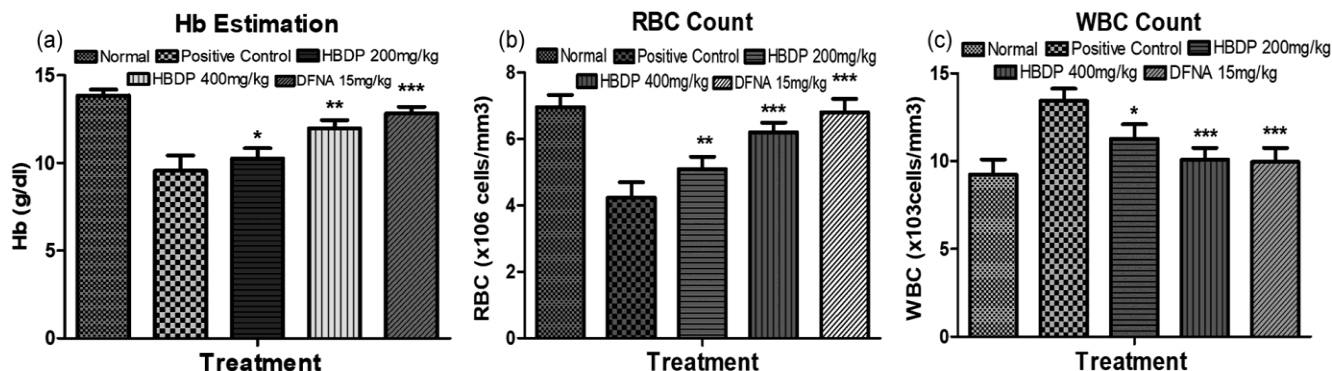 Hb Estimation
(a)
Normal Positive Control HBDP 200mg/kg
HBDP 400mg/kg DFNA 15mg/kg
15
10
5
0
Hb (g/dl)
*
**
***
Treatment
RBC Count
(b)
Normal Positive Control HBDP 200mg/kg
HBDP 400mg/kg DFNA 15mg/kg
8
6
4
2
0
RBC (x106 cells/mm3)
**
***
***
Treatment
WBC Count
(c)
Normal Positive Control HBDP 200mg/kg
HBDP 400mg/kg DFNA 15mg/kg
15
10
5
0
WBC (x103cells/mm3)
*
***
***
Treatment